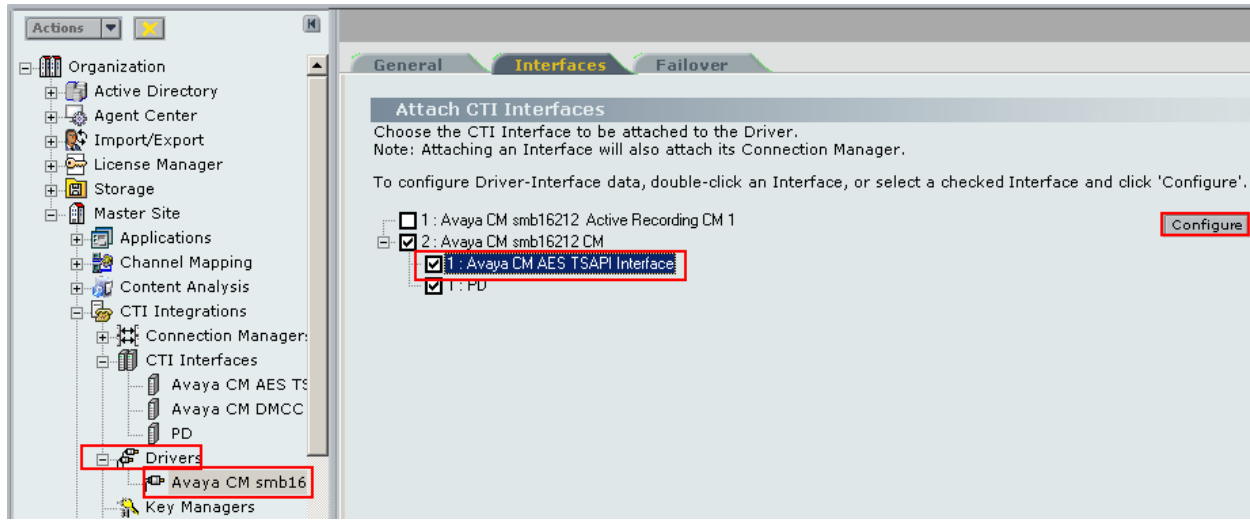 Actions
Organization
Active Directory
Agent Center
Import/Export
License Manager
Storage
Master Site
Applications
Channel Mapping
Content Analysis
CTI Integrations
Connection Manager:
CTI Interfaces
Avaya CM AES TS
Avaya CM DMCC
PD
Drivers
Avaya CM smb16
Key Managers
General
Interfaces
Failover
Attach CTI Interfaces
Choose the CTI Interface to be attached to the Driver.
Note: Attaching an Interface will also attach its Connection Manager.
To configure Driver-Interface data, double-click an Interface, or select a checked Interface and click 'Configure'.
1 : Avaya CM smb16212 Active Recording CM 1
Configure
2 : Avaya CM smb16212 CM
1 : Avaya CM AES TSAPI Interface
1 : PD